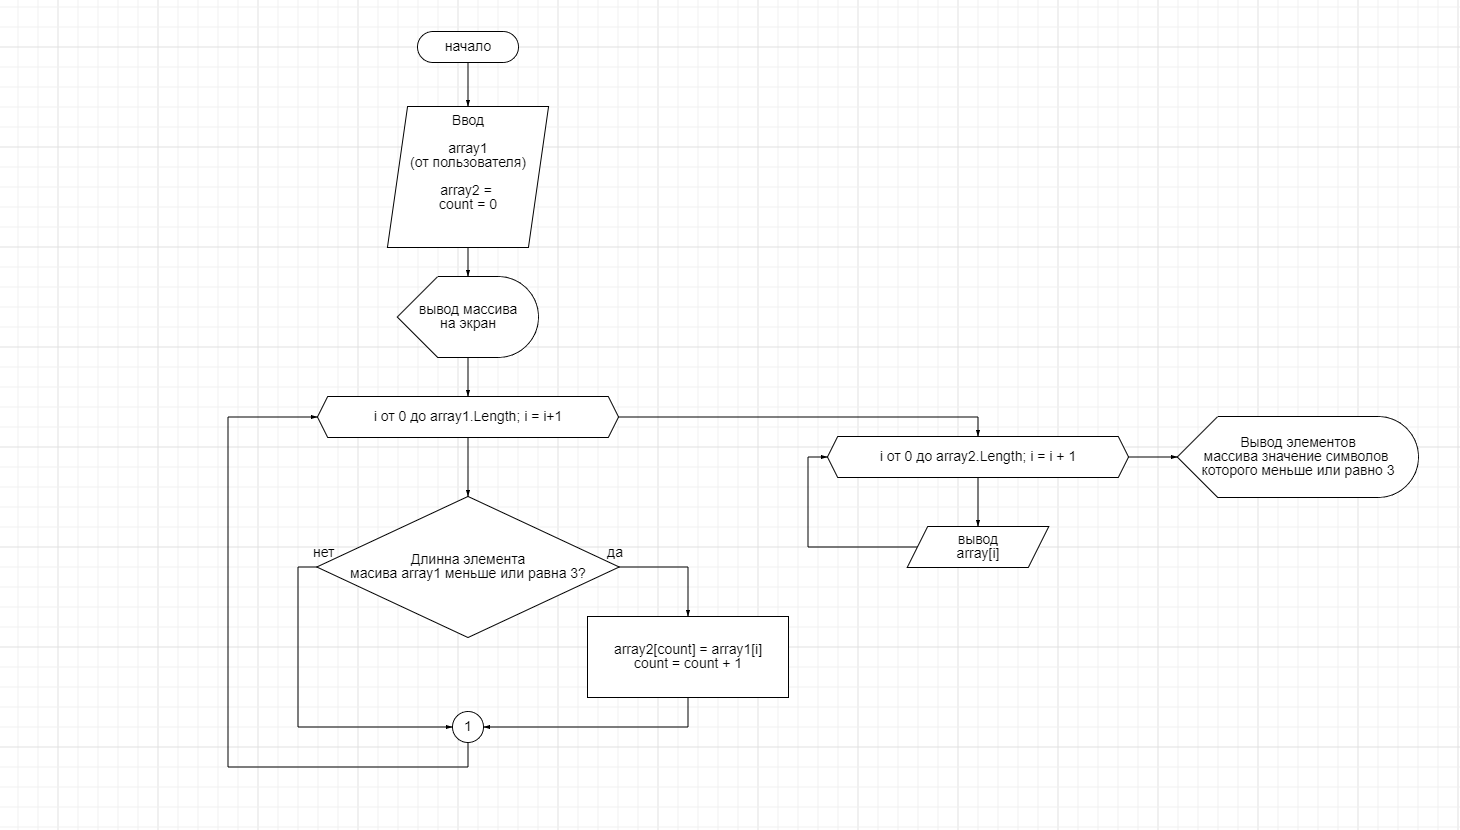 начало
Ввод
array1
(от пользователя)
array2 =
count = 0
вывод массива
на экран
i от 0 до array1.Length; i = i+1
нет
да
Длинна элемента
масива array1 меньше или равна 3?
array2[count] = array1[i]
count = count + 1
1
i от 0 до array2.Length; i = i + 1
вывод
array[i]
Вывод элементов
массива значение символов
которого меньше или равно 3